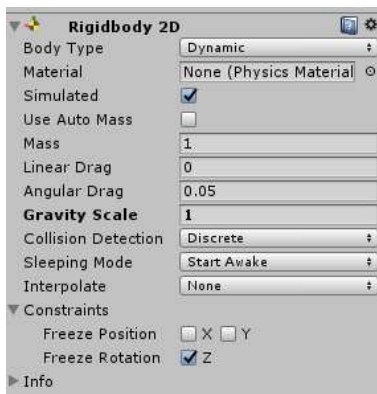 Rigidbody 2D
Body Type Dynamic
Material None (Physics Material
Simulated
Use Auto Mass
Mass 1
Linear Drag 0
Angular Drag 0.05
Gravity Scale 1
Collision Detection Discrete
Sleeping Mode Start Awake
Interpolate None
Constraints
Freeze Position X Y
Freeze Rotation Z
Info